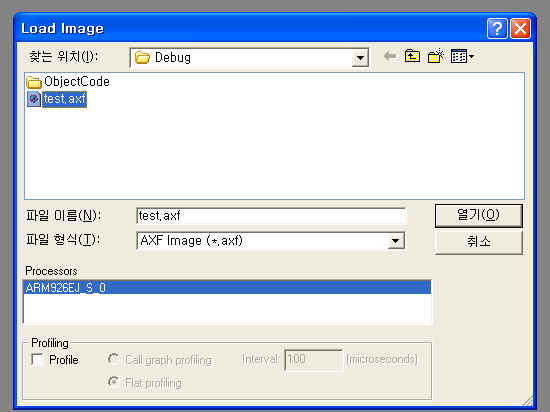 Load Image
찾는 위치(I): Debug
ObjectCode
test.axf
파일 이름(N): test.axf 열기(O)
파일 형식(T): AXF Image (*.axf) 취소
Processors
ARM926EJ_S_0
Profiling
Profile Call graph profiling Interval: 100 (microseconds)
Flat profiling